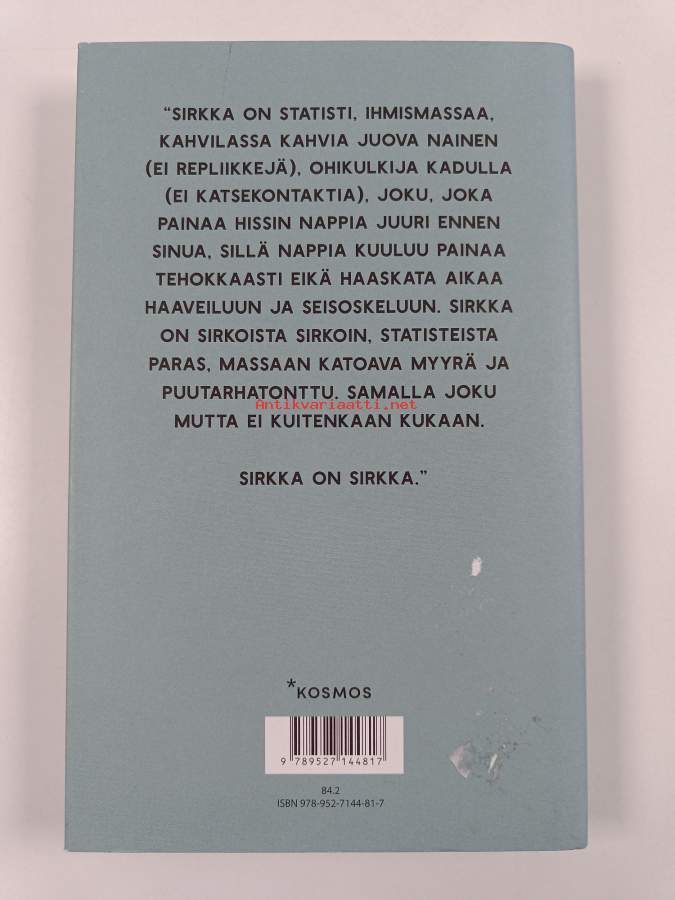 "SIRKKA ON STATISTI, IHMISMASSAA,
KAHVILASSA KAHVIA JUOVA NAINEN
(EI REPLIIKKEJÄ), OHIKULKIJA KADULLA
(EI KATSEKONTAKTIA), JOKU, JOKA
PAINAA HISSIN NAPPIA JUURI ENNEN
SINUA, SILLÄ NAPPIA KUULUU PAINAA
TEHOKKAASTI EIKÄ HAASKATA AIKAA
HAAVEILUUN JA SEISOSKELUUN. SIRKKA
ON SIRKOISTA SIRKOIN, STATISTEISTA
PARAS, MASSAAN KATOAVA MYYRÄ JA
PUUTARHATONTTU. SAMALLA JOKU
Antikvariaatti.net
MUTTA EI KUITENKAAN KUKAAN.
SIRKKA ON SIRKKA."
*KOSMOS
9 789527 144817
84.2
ISBN 978-952-7144-81-7